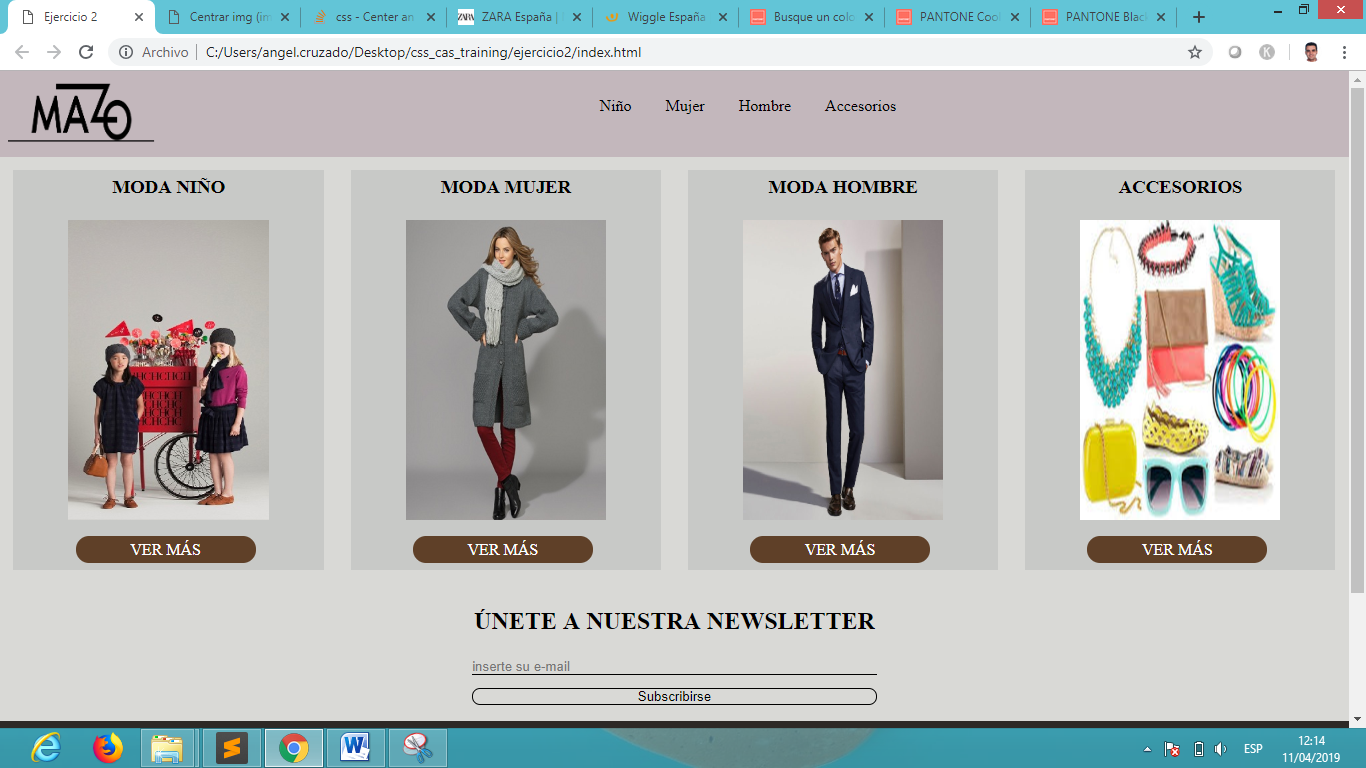 Ejercicio 2
Centrar img (im
css - Center an
ZARA
ZARA España |
Wiggle España
Busque un colo
PANTONE Cool
PANTONE Black
Archivo
C:/Users/angel.cruzado/Desktop/css_cas_training/ejercicio2/index.html
K
MAZO
Niño
Mujer
Hombre
Accesorios
MODA NIÑO
MODA MUJER
MODA HOMBRE
ACCESORIOS
VER MÁS
VER MÁS
VER MÁS
VER MÁS
ÚNETE A NUESTRA NEWSLETTER
inserte su e-mail
Subscribirse
ESP
12:14
11/04/2019